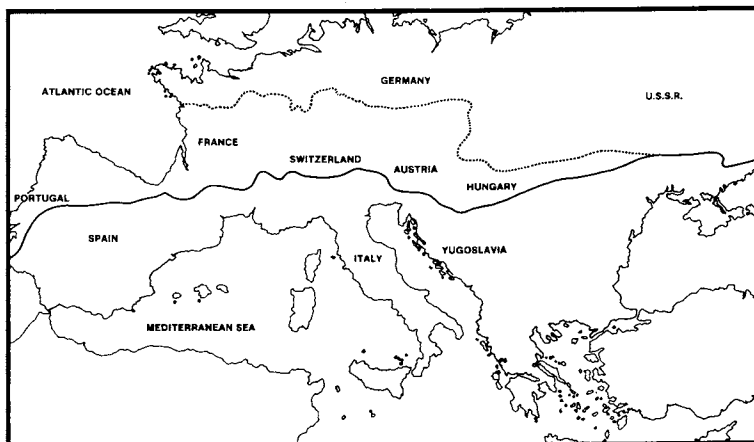 GERMANY
ATLANTIC OCEAN
U.S.S.R.
FRANCE
SWITZERLAND
AUSTRIA
HUNGARY
PORTUGAL
SPAIN
ITALY
YUGOSLAVIA
MEDITERRANEAN SEA